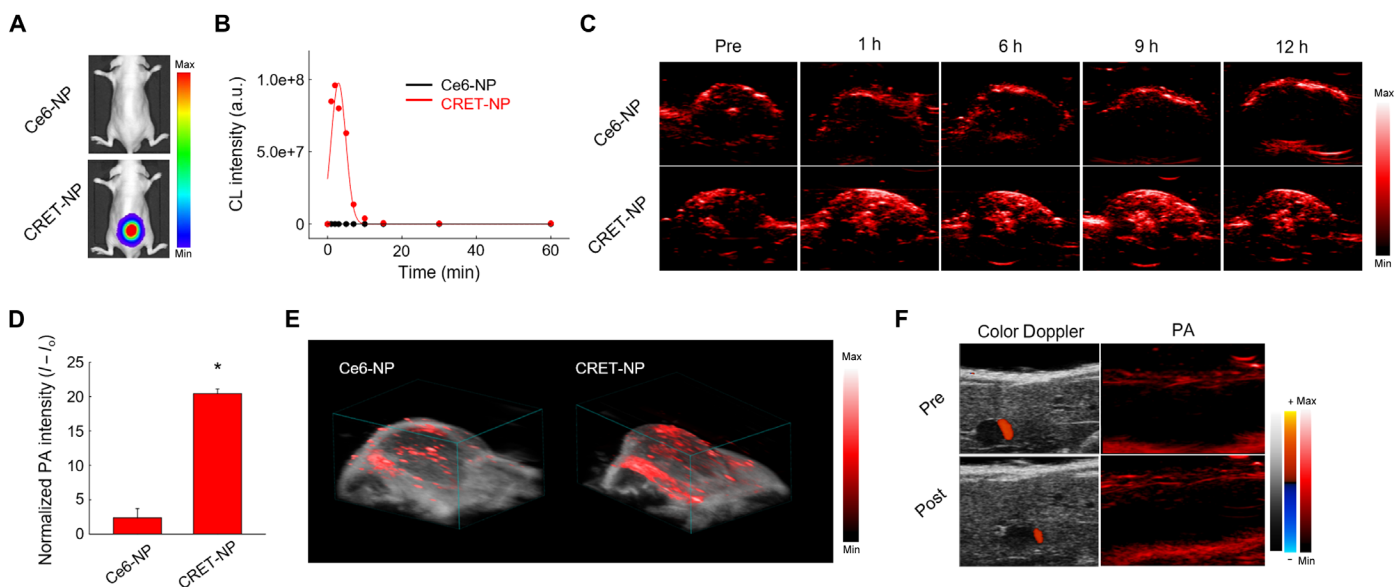 A
Ce6-NP
CRET-NP
Max
Min
B
CL intensity (a.u.)
1.0e+8
5.0e+7
0
0
20
40
60
Time (min)
Ce6-NP
CRET-NP
C
Pre
1 h
6 h
9 h
12 h
Ce6-NP
CRET-NP
Max
Min
D
Normalized PA intensity (I – Io)
25
20
15
10
5
0
*
Ce6-NP
CRET-NP
E
Ce6-NP
CRET-NP
Max
Min
F
Color Doppler
PA
Pre
Post
+ Max
– Min